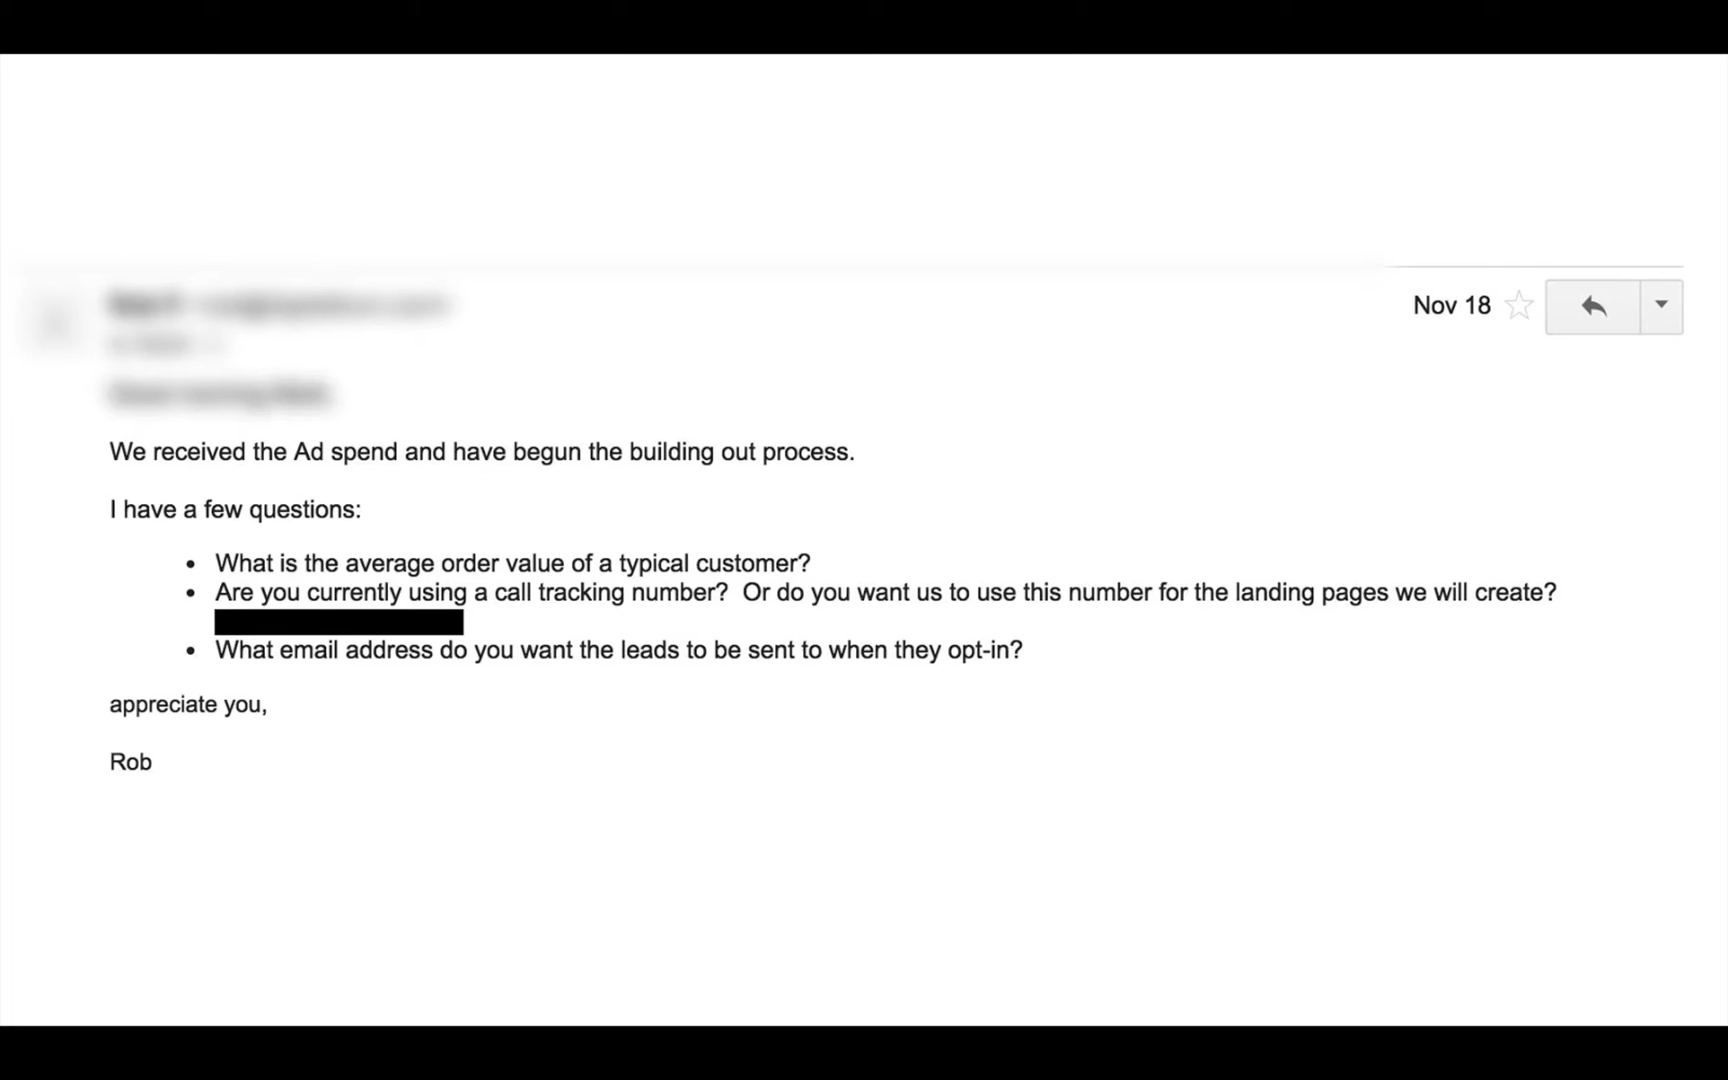 Nov 18
We received the Ad spend and have begun the building out process.
I have a few questions:
• What is the average order value of a typical customer?
• Are you currently using a call tracking number?  Or do you want us to use this number for the landing pages we will create?
• What email address do you want the leads to be sent to when they opt-in?
appreciate you,
Rob